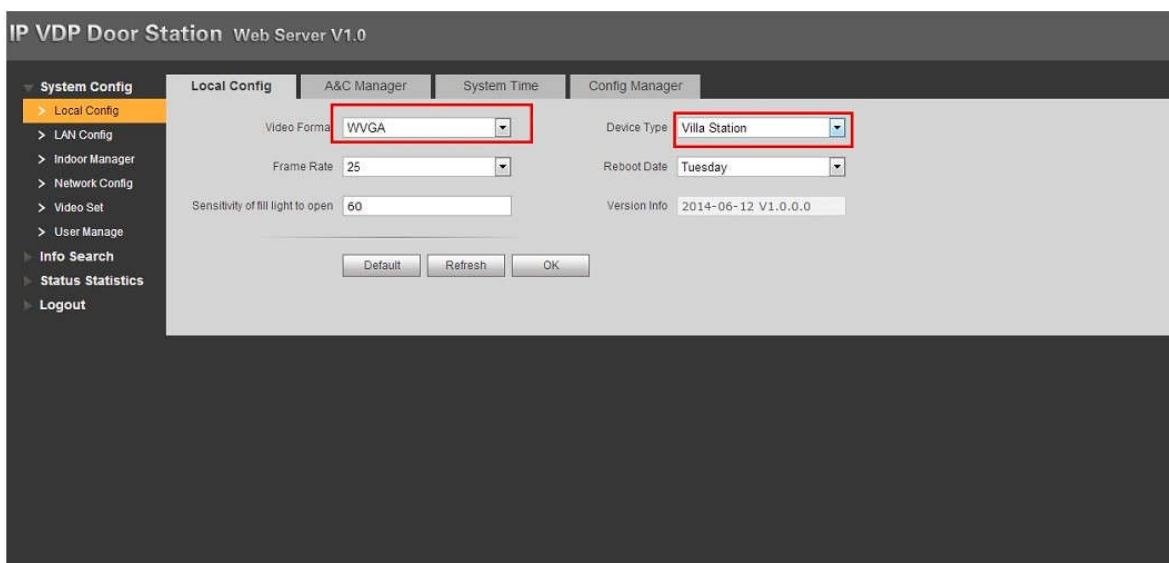 IP VDP Door Station Web Server V1.0
System Config
> Local Config
> LAN Config
> Indoor Manager
> Network Config
> Video Set
> User Manage
Info Search
Status Statistics
Logout
Local Config A&C Manager System Time Config Manager
Video Forma WVGA Device Type Villa Station
Frame Rate 25 Reboot Date Tuesday
Sensitivity of fill light to open 60 Version Info 2014-06-12 V1.0.0.0
Default Refresh OK